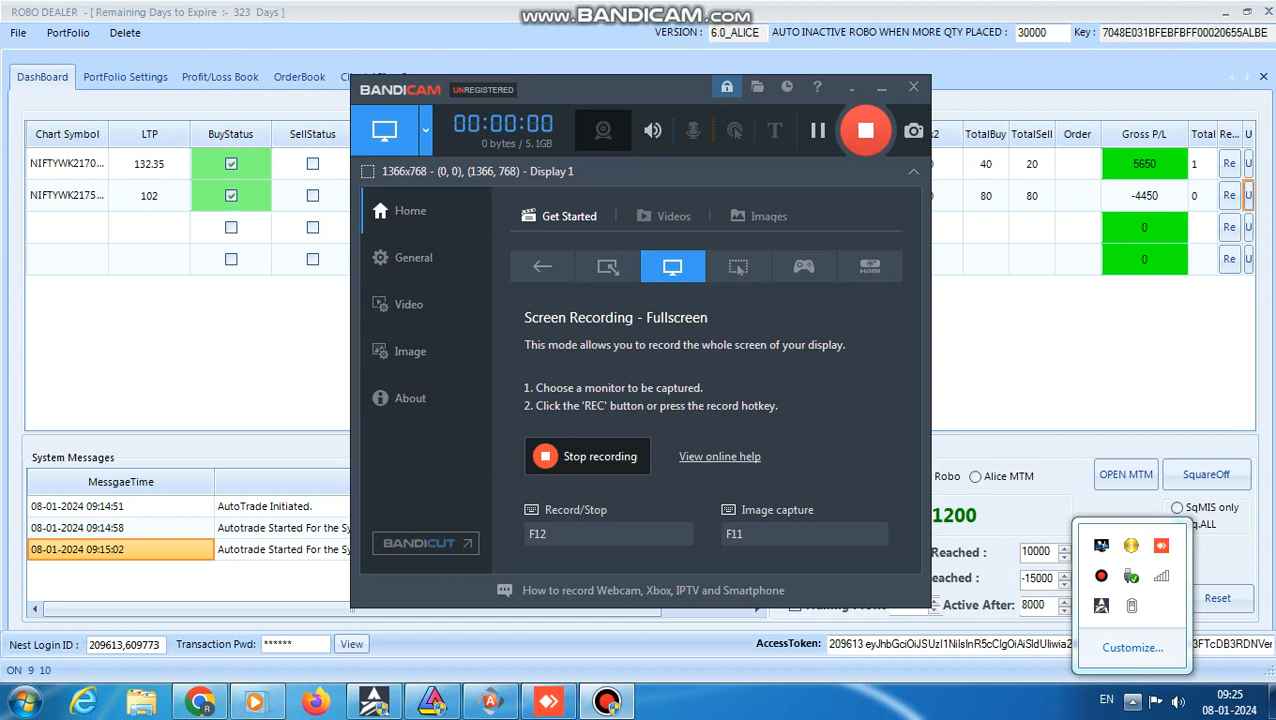 ROBO DEALER - [ Remaining Days to Expire :- 323 Days ]
www.BANDICAM.com
File Portfolio Delete
VERSION : 6.0_ALICE AUTO INACTIVE ROBO WHEN MORE QTY PLACED : 30000 Key : 7048E031BFEBFBFF00020655ALBE
DashBoard PortFolio Settings Profit/Loss Book OrderBook
BANDICAM UNREGISTERED
00:00:00
0 bytes / 5.1GB
1366x768 - (0, 0), (1366, 768) - Display 1
Chart Symbol LTP BuyStatus SellStatus TotalBuy TotalSell Order Gross P/L Total Re... U
NIFTYWK2170... 132.35 40 20 5650 1 Re U
NIFTYWK2175... 102 80 80 -4450 0 Re U
0 Re U
0 Re U
Home
General
Video
Image
About
Get Started Videos Images
HDMI
Screen Recording - Fullscreen
This mode allows you to record the whole screen of your display.
1. Choose a monitor to be captured.
2. Click the 'REC' button or press the record hotkey.
Stop recording View online help
Record/Stop Image capture
F12 F11
BANDICUT
How to record Webcam, Xbox, IPTV and Smartphone
System Messages
MessgaeTime
08-01-2024 09:14:51 AutoTrade Initiated.
08-01-2024 09:14:58 Autotrade Started For the Sy
08-01-2024 09:15:02 Autotrade Started For the Sy
Robo Alice MTM OPEN MTM SquareOff
1200 SqMIS only
Reached : 10000
eached : -15000 Reset
Active After: 8000
Customize...
Nest Login ID : 209613,609773 Transaction Pwd: ****** View
AccessToken:
ON 9 10
EN 09:25
08-01-2024